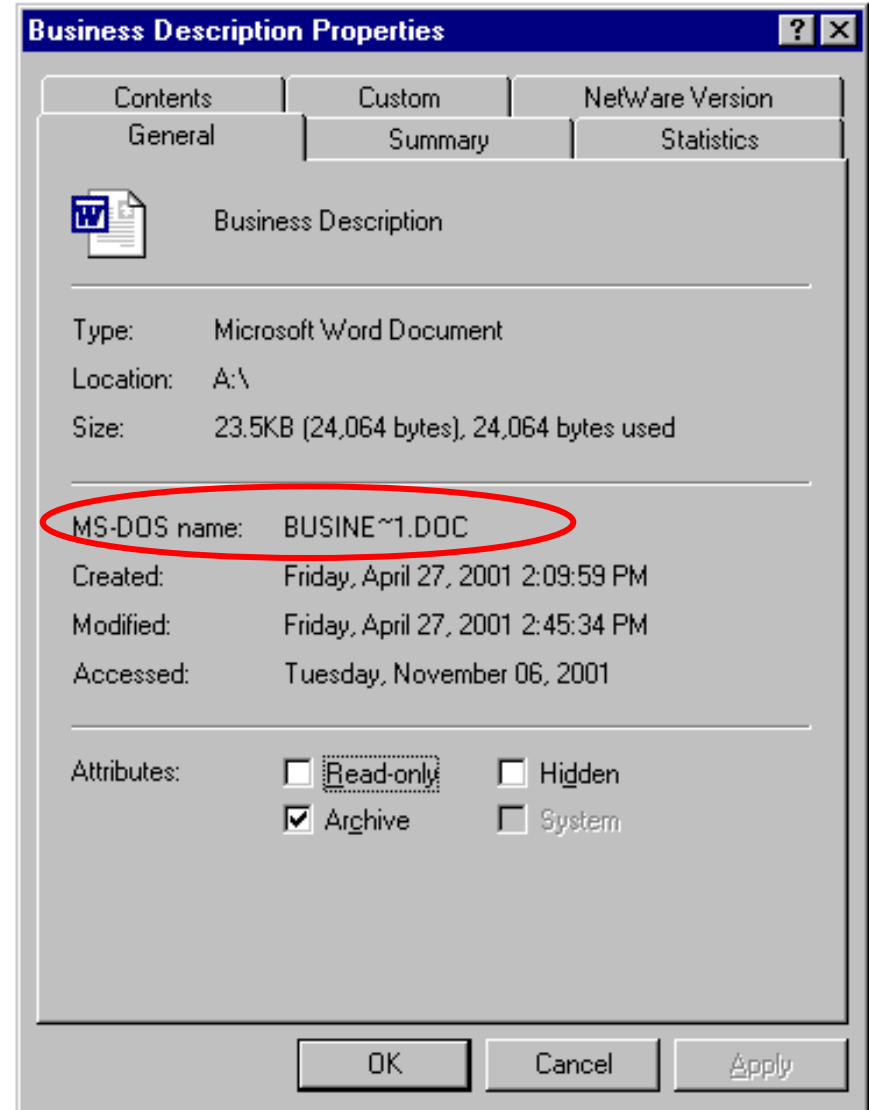 Business Description Properties
Contents Custom NetWare Version
General Summary Statistics
Business Description
Type: Microsoft Word Document
Location: A:\
Size: 23.5KB (24,064 bytes), 24,064 bytes used
MS-DOS name: BUSINE~1.DOC
Created: Friday, April 27, 2001 2:09:59 PM
Modified: Friday, April 27, 2001 2:45:34 PM
Accessed: Tuesday, November 06, 2001
Attributes: Read-only Hidden
Archive System
OK Cancel Apply